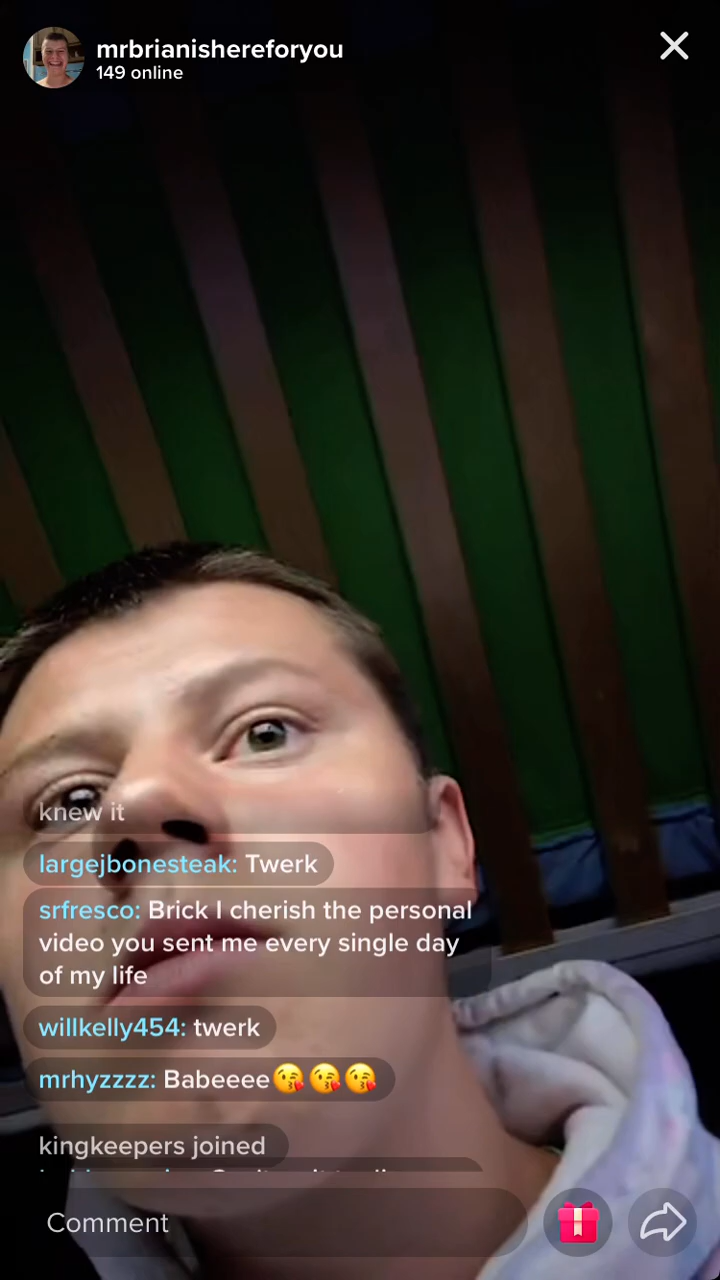 mrbrianishereforyou
149 online
knew it
largejbonesteak: Twerk
srfresco: Brick I cherish the personal
video you sent me every single day
of my life
willkelly454: twerk
mrhyzzzz: Babeeee😘😘😘
kingkeepers joined
Comment